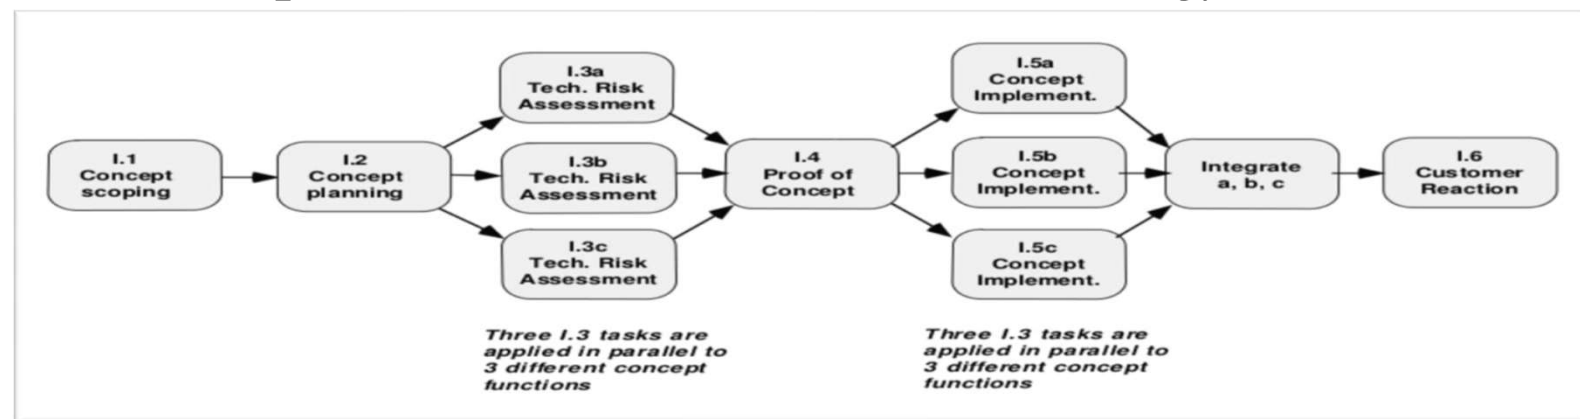 I.1
Concept
scoping
I.2
Concept
planning
I.3a
Tech. Risk
Assessment
I.3b
Tech. Risk
Assessment
I.3c
Tech. Risk
Assessment
I.4
Proof of
Concept
I.5a
Concept
Implement.
I.5b
Concept
Implement.
I.5c
Concept
Implement.
Integrate
a, b, c
I.6
Customer
Reaction
Three I.3 tasks are
applied in parallel to
3 different concept
functions
Three I.3 tasks are
applied in parallel to
3 different concept
functions